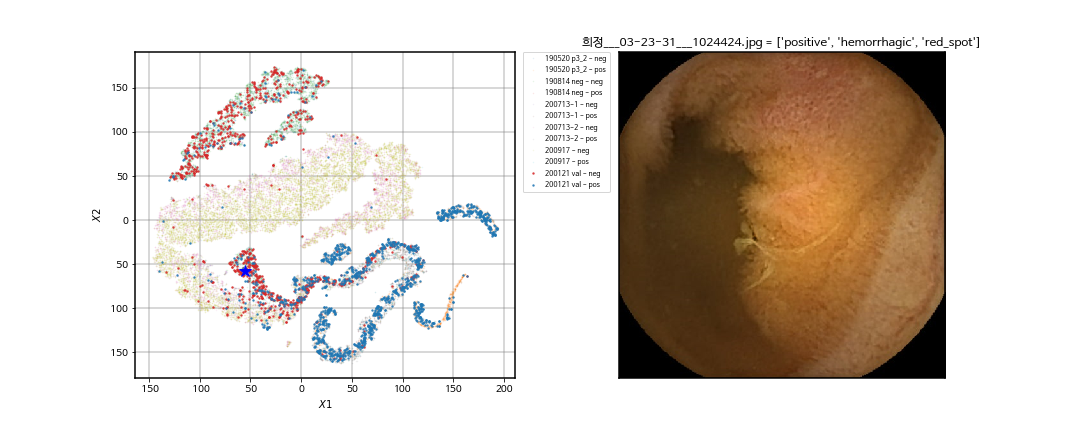 희정___03-23-31___1024424.jpg = ['positive', 'hemorrhagic', 'red_spot']
190520 p3_2 - neg
190520 p3_2 - pos
190814 neg - neg
190814 neg - pos
200713-1 - neg
200713-1 - pos
200713-2 - neg
200713-2 - pos
200917 - neg
200917 - pos
200121 val - neg
200121 val - pos
150
100
50
0
50
100
150
X2
150 100 50 0 50 100 150 200
X1